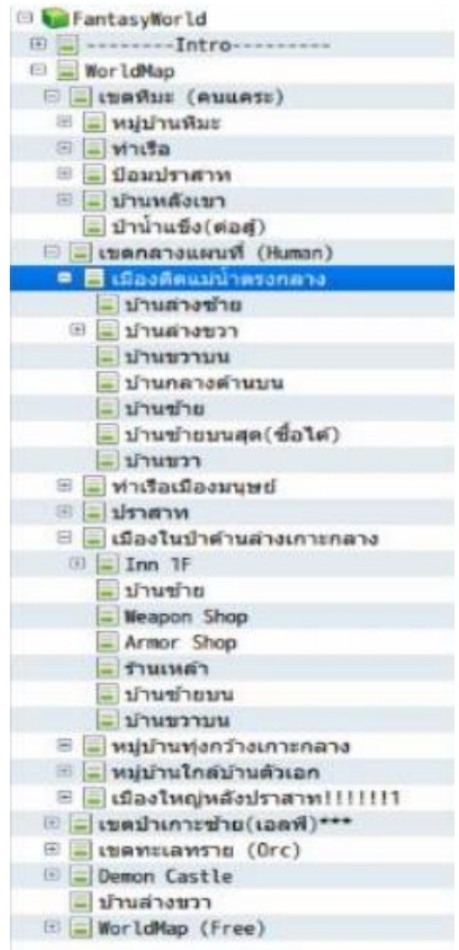 FantasyWorld
--------Intro---------
WorldMap
เขตหิมะ (คนแคระ)
หมู่บ้านหิมะ
ท่าเรือ
ป้อมปราสาท
บ้านหลังเขา
ป่าน้ำแข็ง(ต่อสู้)
เขตกลางแผนที่ (Human)
เมืองติดแม่น้ำตรงกลาง
บ้านล่างซ้าย
บ้านล่างขวา
บ้านขวาบน
บ้านกลางด้านบน
บ้านซ้าย
บ้านซ้ายบนสุด(ซื้อได้)
บ้านขวา
ท่าเรือเมืองมนุษย์
ปราสาท
เมืองในป่าด้านล่างเกาะกลาง
Inn 1F
บ้านซ้าย
Weapon Shop
Armor Shop
ร้านเหล้า
บ้านซ้ายบน
บ้านขวาบน
หมู่บ้านทุ่งกว้างเกาะกลาง
หมู่บ้านใกล้บ้านตัวเอก
เมืองใหญ่หลังปราสาท!!!!!!!1
เขตป่าเกาะซ้าย(เอลฟ์)***
เขตทะเลทราย (Orc)
Demon Castle
บ้านล่างขวา
WorldMap (Free)